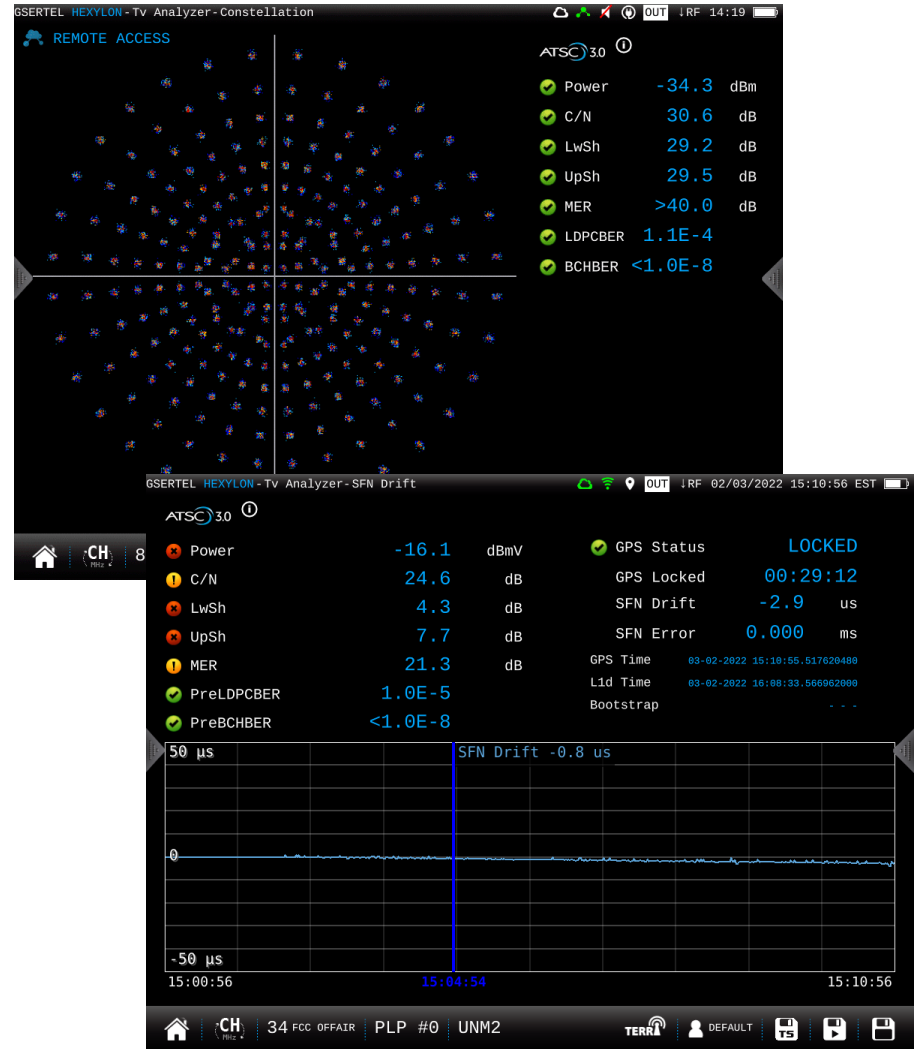 GSERTEL HEXYLON-Tv Analyzer-Constellation OUT ↓RF 14:19
REMOTE ACCESS
ATSC 3.0
Power -34.3 dBm
C/N 30.6 dB
LwSh 29.2 dB
UpSh 29.5 dB
MER >40.0 dB
LDPCBER 1.1E-4
BCHBER <1.0E-8
CH MHz 8
GSERTEL HEXYLON-Tv Analyzer-SFN Drift OUT ↓RF 02/03/2022 15:10:56 EST
ATSC 3.0
Power -16.1 dBmV
C/N 24.6 dB
LwSh 4.3 dB
UpSh 7.7 dB
MER 21.3 dB
PreLDPCBER 1.0E-5
PreBCHBER <1.0E-8
GPS Status LOCKED
GPS Locked 00:29:12
SFN Drift -2.9 us
SFN Error 0.000 ms
GPS Time 03-02-2022 15:10:55.517620480
L1d Time 03-02-2022 16:08:33.566962000
Bootstrap - - -
50 µs
SFN Drift -0.8 us
0
-50 µs
15:00:56 15:04:54 15:10:56
CH MHz 34 FCC OFFAIR PLP #0 UNM2 TERR DEFAULT TS